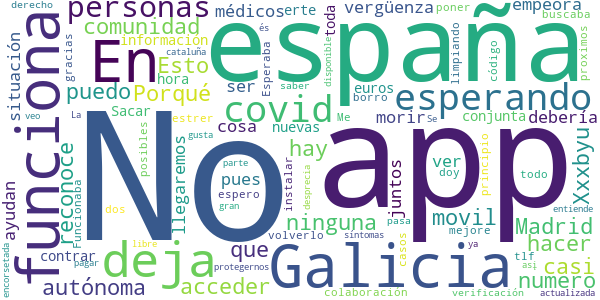 derecho
personas
médicos
erte
vergüenza
poner
empeora
buscaba
situación
comunidad
información
cataluña
gracias
En
Esto
hora
és
Esperaba
toda
españa
limpiando
código
proximos
funciona
puedo
Porqué
ser
saber
disponible
euros
borro
esperando
veo
La
Sacar
covid
Me
morir
Se
conjunta
debería
No
app
reconoce
Funcionaba
posibles
estrer
cosa
nuevas
hay
juntos
ver
doy
principio
todo
Xxxbyu
llegaremos
pues
gusta
parte
instalar
desprecia
ayudan
dos
espero
gran
ninguna
movil
mejore
Madrid
entiende
encorsetada
contrar
deja
libre
que
volverlo
síntomas
pasa
casos
ya
tlf
hacer
así
casi
autónoma
pagar
acceder
protegernos
Galicia
colaboración
verificación
numero
actualizada